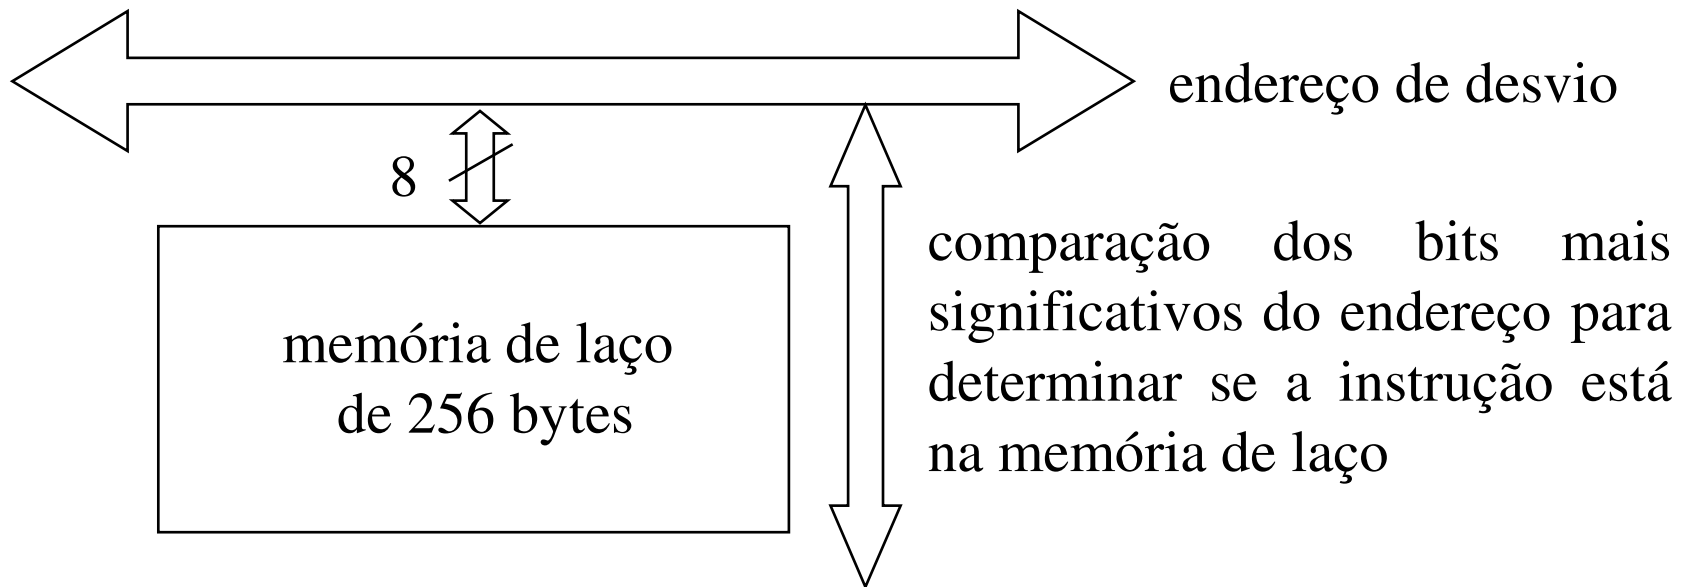 endereço de desvio
8
comparação dos bits mais
significativos do endereço para
determinar se a instrução está
na memória de laço
memória de laço
de 256 bytes